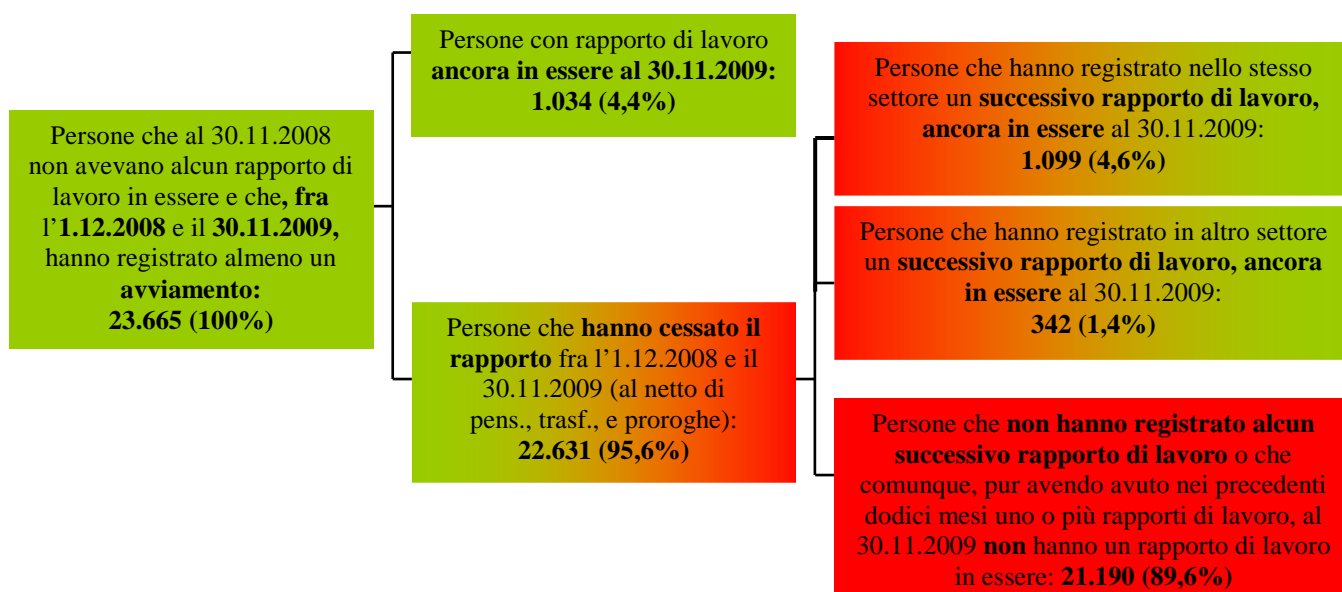 Persone che al 30.11.2008
non avevano alcun rapporto di
lavoro in essere e che, fra
l’1.12.2008 e il 30.11.2009,
hanno registrato almeno un
avviamento:
23.665 (100%)
Persone con rapporto di lavoro
ancora in essere al 30.11.2009:
1.034 (4,4%)
Persone che hanno cessato il
rapporto fra l’1.12.2008 e il
30.11.2009 (al netto di
pens., trasf., e proroghe):
22.631 (95,6%)
Persone che hanno registrato nello stesso
settore un successivo rapporto di lavoro,
ancora in essere al 30.11.2009:
1.099 (4,6%)
Persone che hanno registrato in altro settore
un successivo rapporto di lavoro, ancora
in essere al 30.11.2009:
342 (1,4%)
Persone che non hanno registrato alcun
successivo rapporto di lavoro o che
comunque, pur avendo avuto nei precedenti
dodici mesi uno o più rapporti di lavoro, al
30.11.2009 non hanno un rapporto di lavoro
in essere: 21.190 (89,6%)